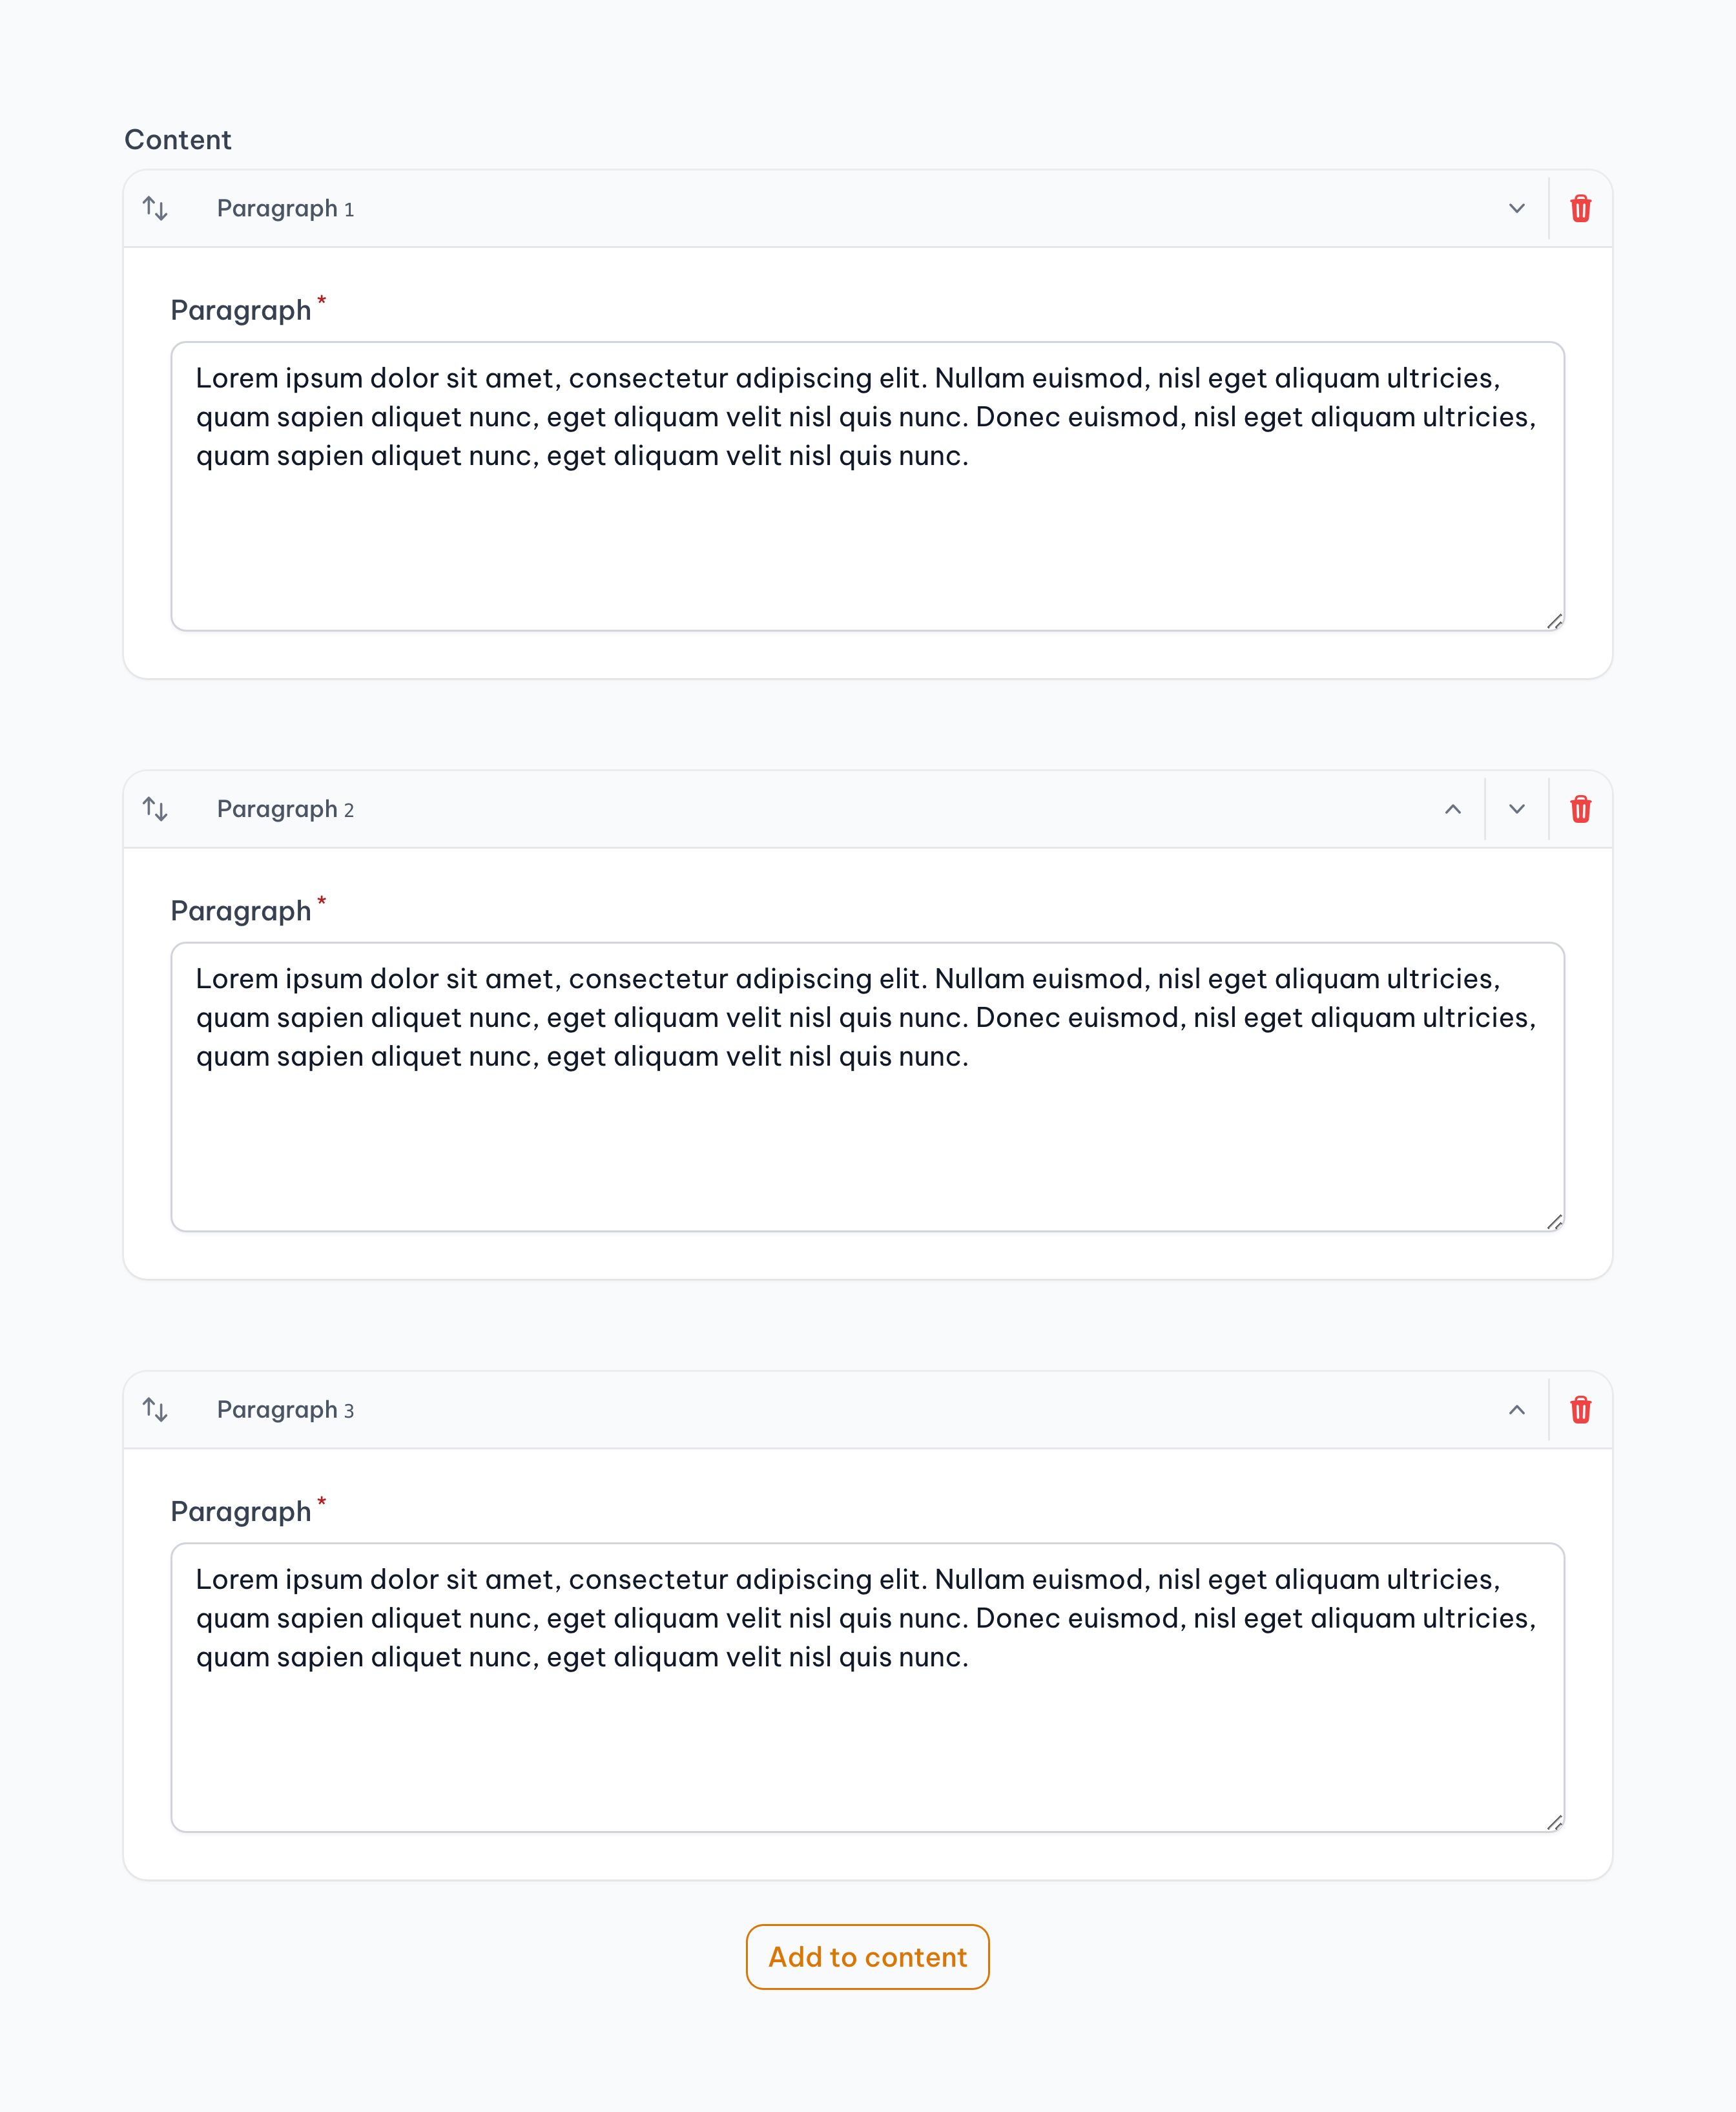 Content
Paragraph 1
Paragraph *
Lorem ipsum dolor sit amet, consectetur adipiscing elit. Nullam euismod, nisl eget aliquam ultricies,
quam sapien aliquet nunc, eget aliquam velit nisl quis nunc. Donec euismod, nisl eget aliquam ultricies,
quam sapien aliquet nunc, eget aliquam velit nisl quis nunc.
Paragraph 2
Paragraph *
Lorem ipsum dolor sit amet, consectetur adipiscing elit. Nullam euismod, nisl eget aliquam ultricies,
quam sapien aliquet nunc, eget aliquam velit nisl quis nunc. Donec euismod, nisl eget aliquam ultricies,
quam sapien aliquet nunc, eget aliquam velit nisl quis nunc.
Paragraph 3
Paragraph *
Lorem ipsum dolor sit amet, consectetur adipiscing elit. Nullam euismod, nisl eget aliquam ultricies,
quam sapien aliquet nunc, eget aliquam velit nisl quis nunc. Donec euismod, nisl eget aliquam ultricies,
quam sapien aliquet nunc, eget aliquam velit nisl quis nunc.
Add to content